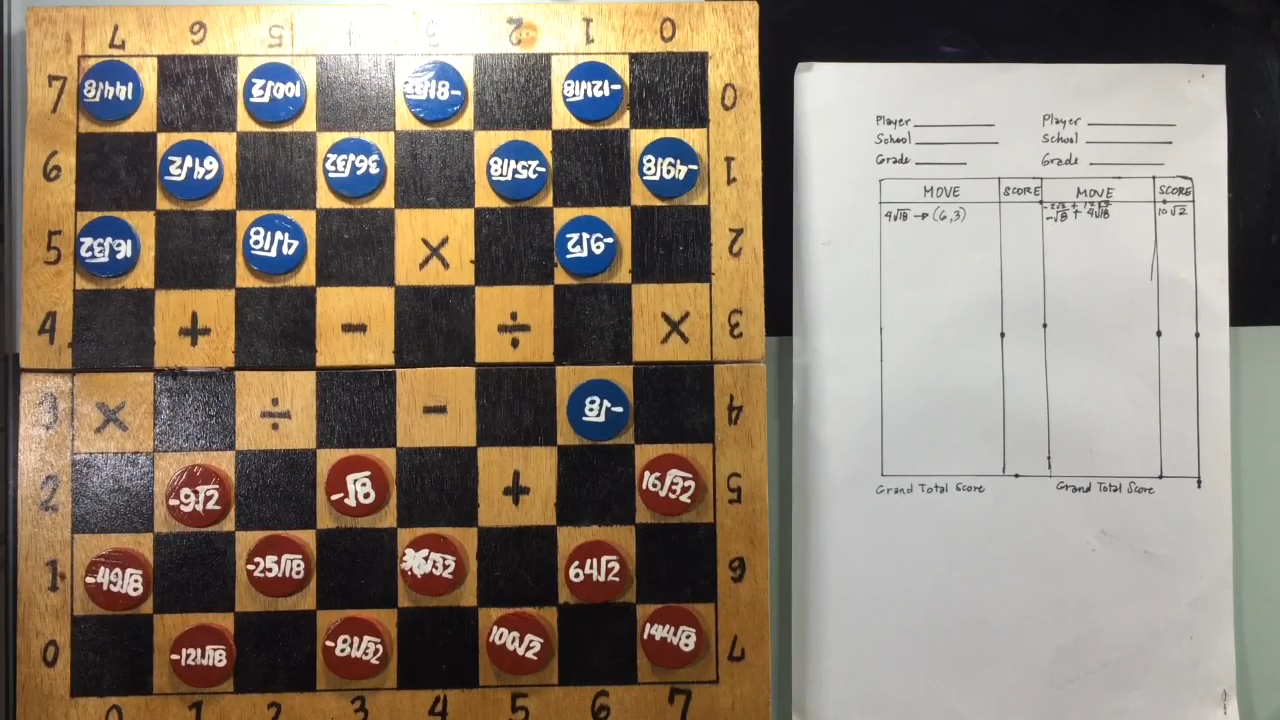 7 6 5 4 3 2 1 0
7 144√8 100√2 -81√32 -121√18 0
6 64√2 36√32 -25√18 -49√8 1
5 16√32 4√18 × -9√2 2
4 + - ÷ × 3
3 × ÷ - -√8 4
2 -9√2 -√8 + 16√32 5
1 -49√8 -25√18 36√32 64√2 6
0 -121√18 -81√32 100√2 144√8 7
0 1 2 3 4 5 6 7
Player Player
School School
Grade Grade
MOVE SCORE MOVE SCORE
-2√2 + 12√2
4√18 → (6,3) -√8 + 4√18 10√2
Grand Total Score Grand Total Score